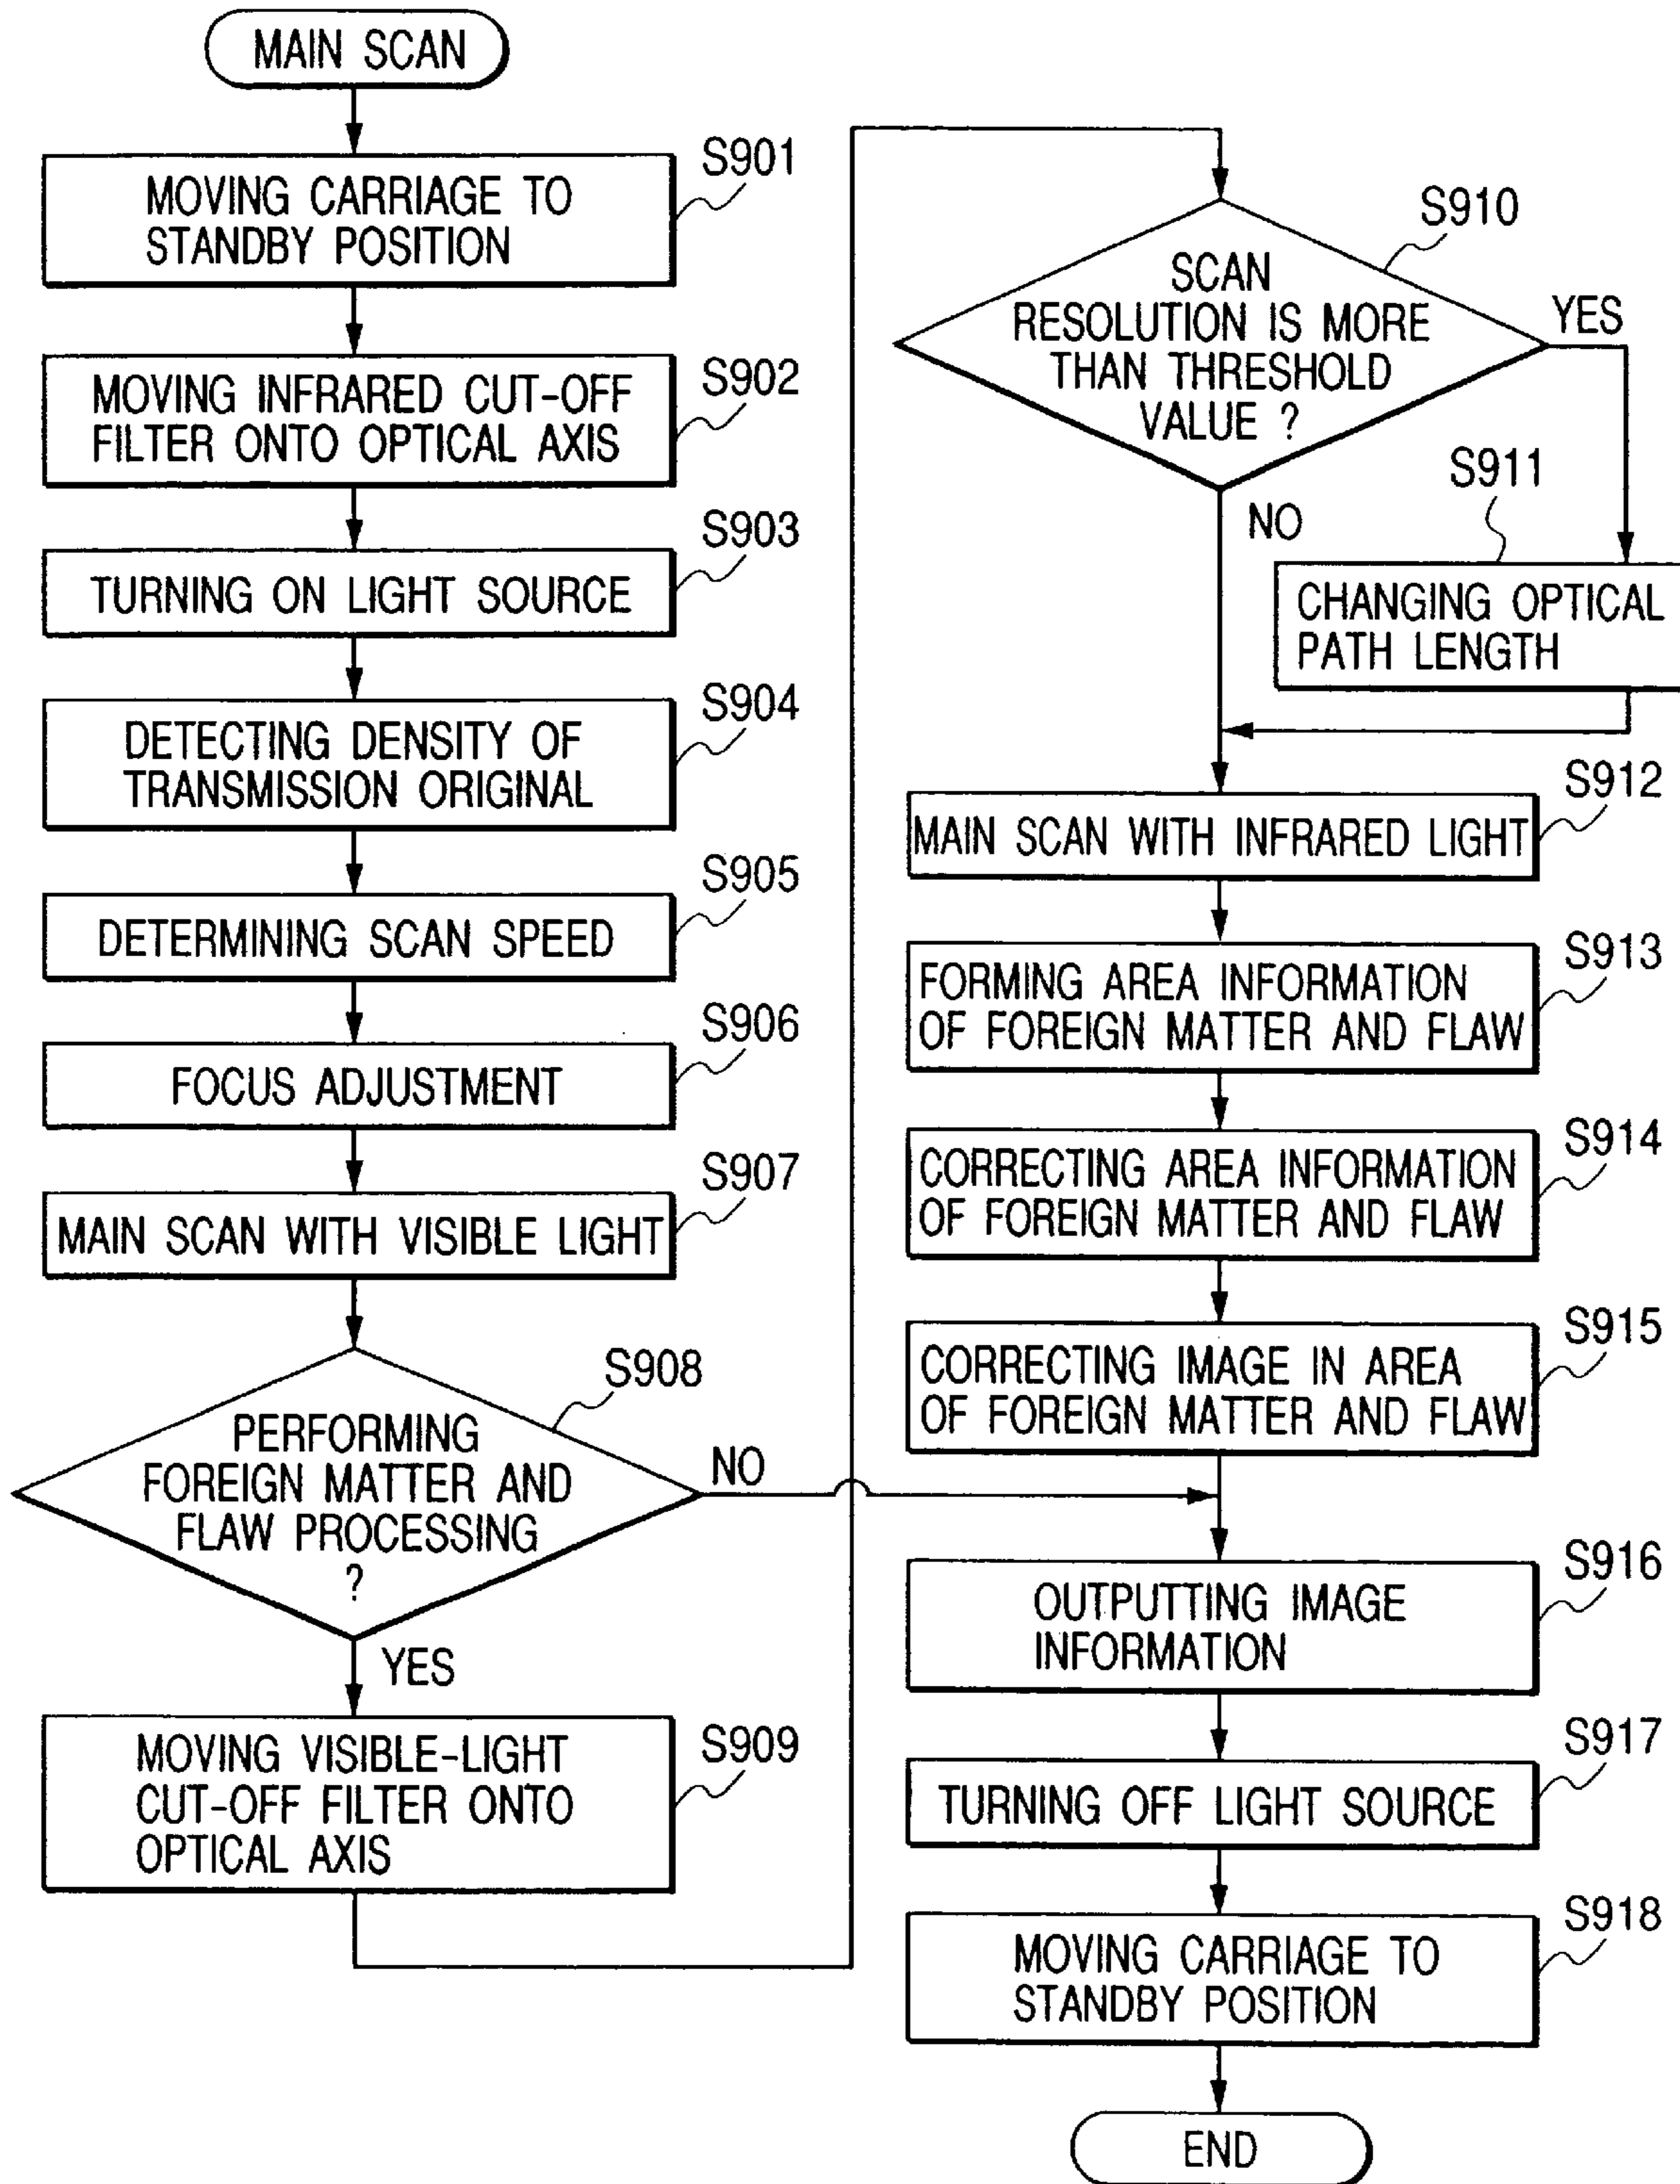 MAIN SCAN
S901
MOVING CARRIAGE TO
STANDBY POSITION
S902
MOVING INFRARED CUT-OFF
FILTER ONTO OPTICAL AXIS
S903
TURNING ON LIGHT SOURCE
S904
DETECTING DENSITY OF
TRANSMISSION ORIGINAL
S905
DETERMINING SCAN SPEED
S906
FOCUS ADJUSTMENT
S907
MAIN SCAN WITH VISIBLE LIGHT
S908
PERFORMING
FOREIGN MATTER AND
FLAW PROCESSING
?
NO
YES
S909
MOVING VISIBLE-LIGHT
CUT-OFF FILTER ONTO
OPTICAL AXIS
S910
SCAN
RESOLUTION IS MORE
THAN THRESHOLD
VALUE ?
YES
NO
S911
CHANGING OPTICAL
PATH LENGTH
S912
MAIN SCAN WITH INFRARED LIGHT
S913
FORMING AREA INFORMATION
OF FOREIGN MATTER AND FLAW
S914
CORRECTING AREA INFORMATION
OF FOREIGN MATTER AND FLAW
S915
CORRECTING IMAGE IN AREA
OF FOREIGN MATTER AND FLAW
S916
OUTPUTTING IMAGE
INFORMATION
S917
TURNING OFF LIGHT SOURCE
S918
MOVING CARRIAGE TO
STANDBY POSITION
END